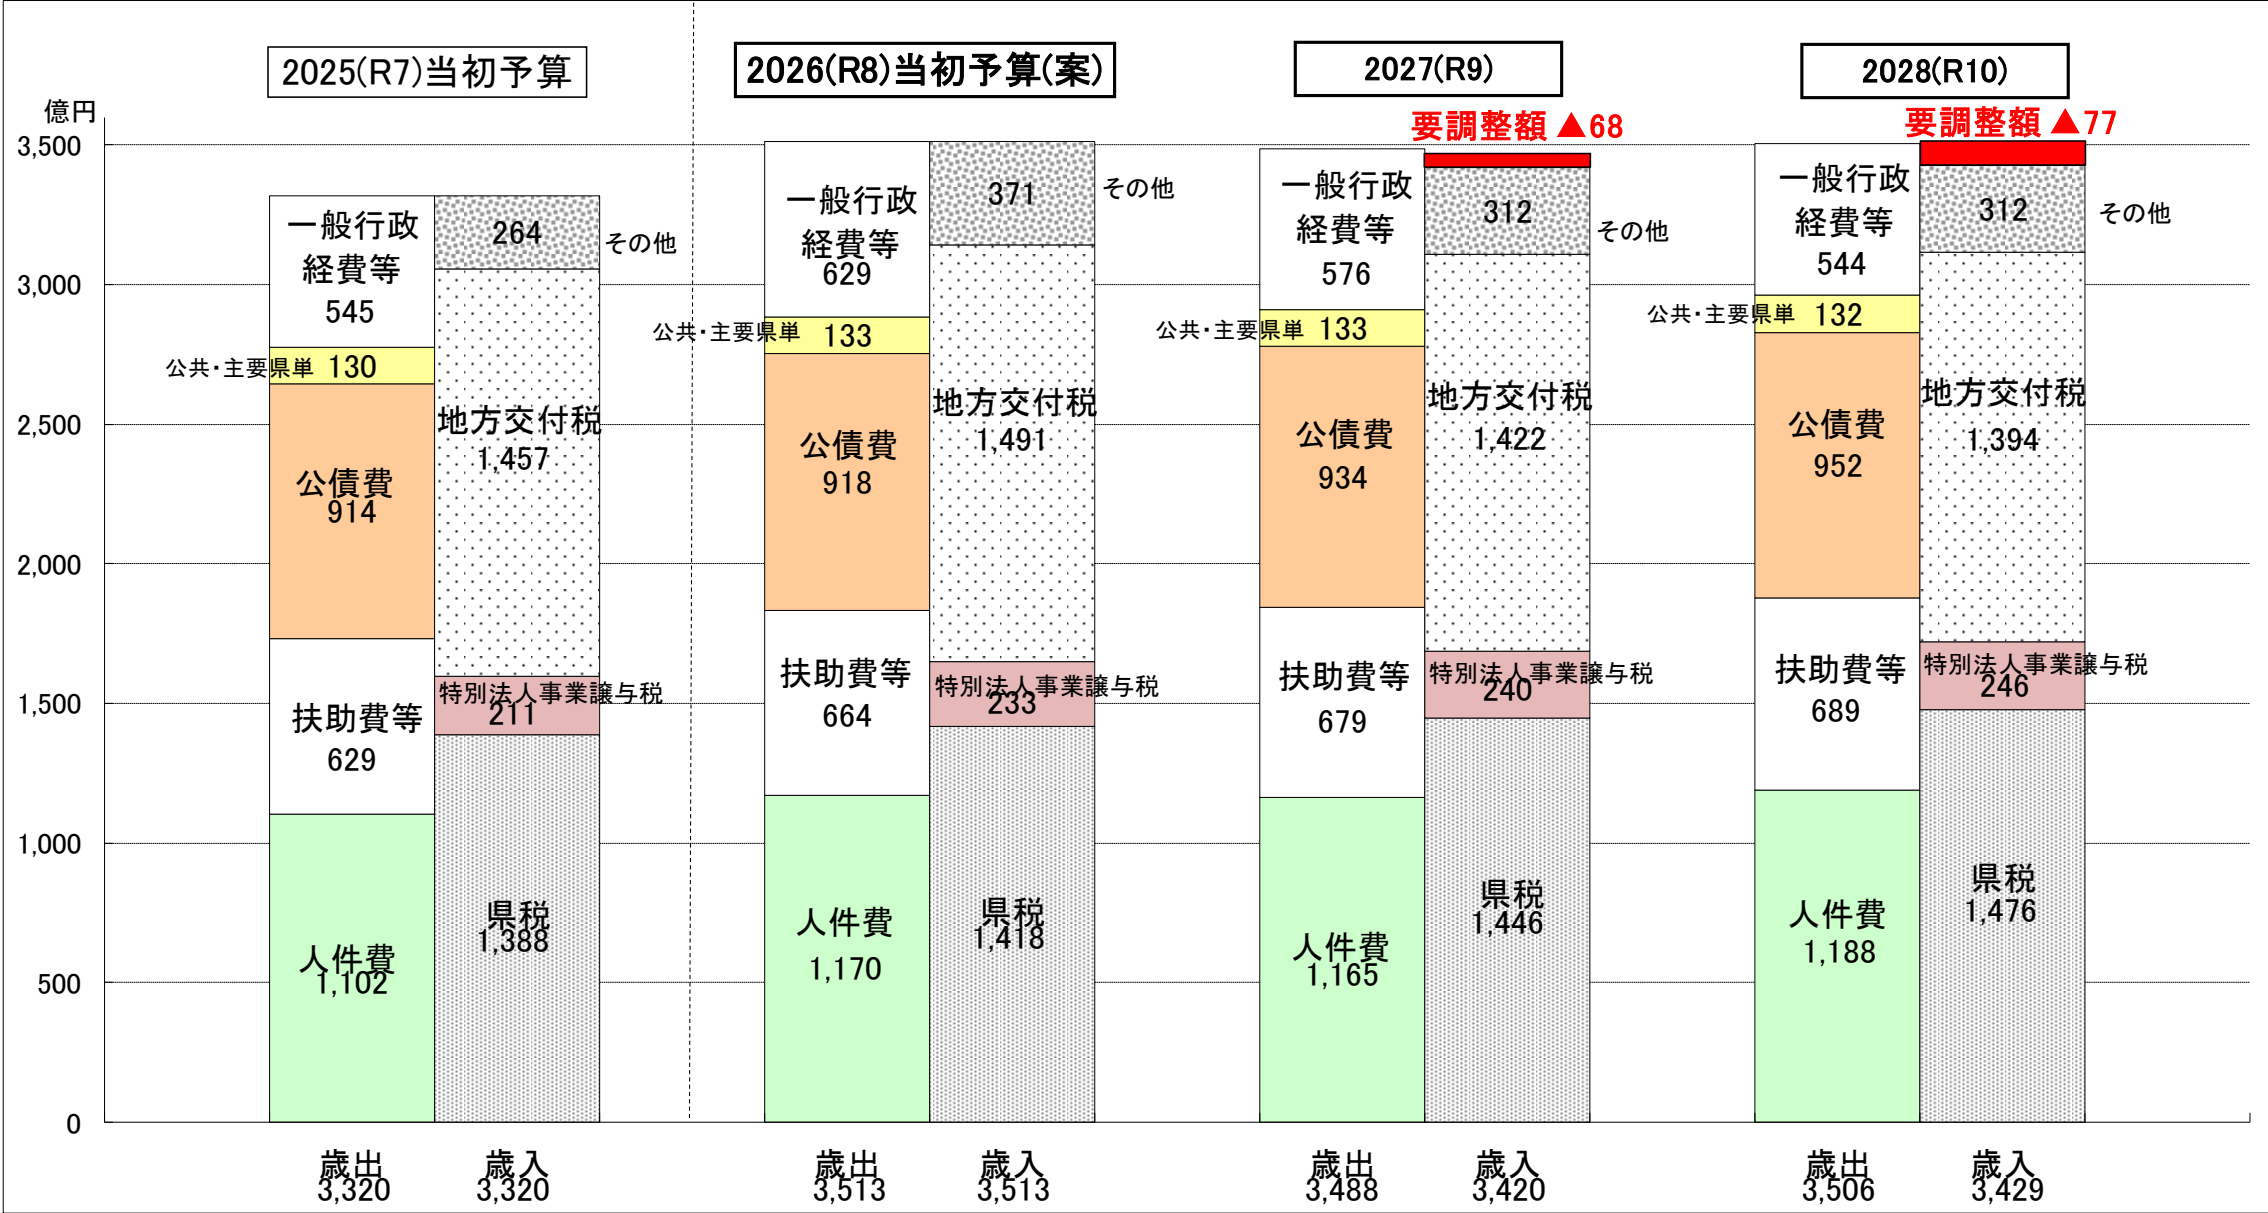 2025(R7)当初予算
2026(R8)当初予算(案)
2027(R9)
2028(R10)
億円
3,500
3,000
2,500
2,000
1,500
1,000
500
0
一般行政
経費等
545
公共・主要県単 130
公債費
914
扶助費等
629
人件費
1,102
264
その他
地方交付税
1,457
特別法人事業譲与税
211
県税
1,388
一般行政
経費等
629
公共・主要県単 133
公債費
918
扶助費等
664
人件費
1,170
371
その他
地方交付税
1,491
特別法人事業譲与税
233
県税
1,418
要調整額 ▲68
一般行政
経費等
576
公共・主要県単 133
公債費
934
扶助費等
679
人件費
1,165
312
その他
地方交付税
1,422
特別法人事業譲与税
240
県税
1,446
要調整額 ▲77
一般行政
経費等
544
公共・主要県単 132
公債費
952
扶助費等
689
人件費
1,188
312
その他
地方交付税
1,394
特別法人事業譲与税
246
県税
1,476
歳出
3,320
歳入
3,320
歳出
3,513
歳入
3,513
歳出
3,488
歳入
3,420
歳出
3,506
歳入
3,429